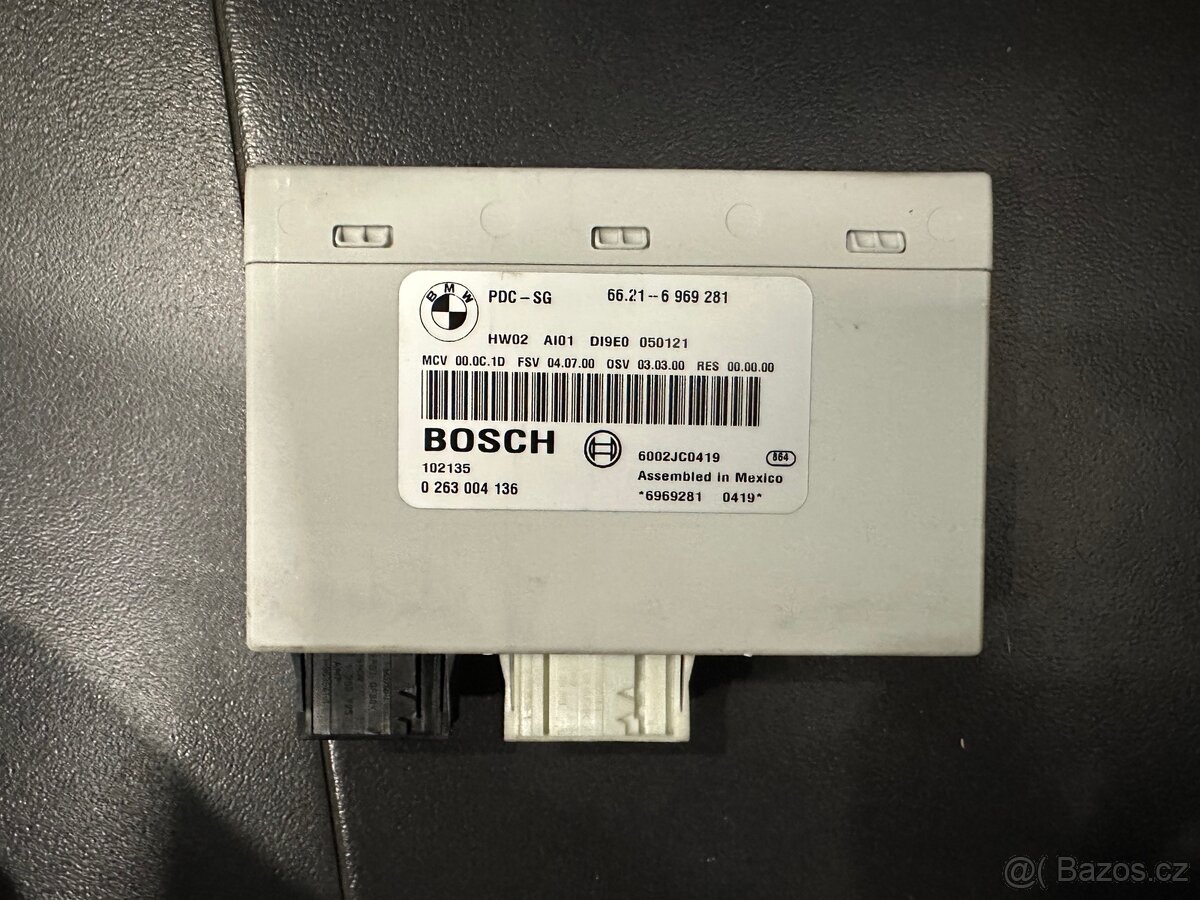 BMW PDC-SG 66.21-6 969 281
HW02 AI01 DI9E0 050121
MCV 00.0C.1D FSV 04.07.00 OSV 03.03.00 RES 00.00.00
BOSCH
102135
0 263 004 136
6002JC0419 864
Assembled in Mexico
*6969281 0419*
@( Bazos.cz